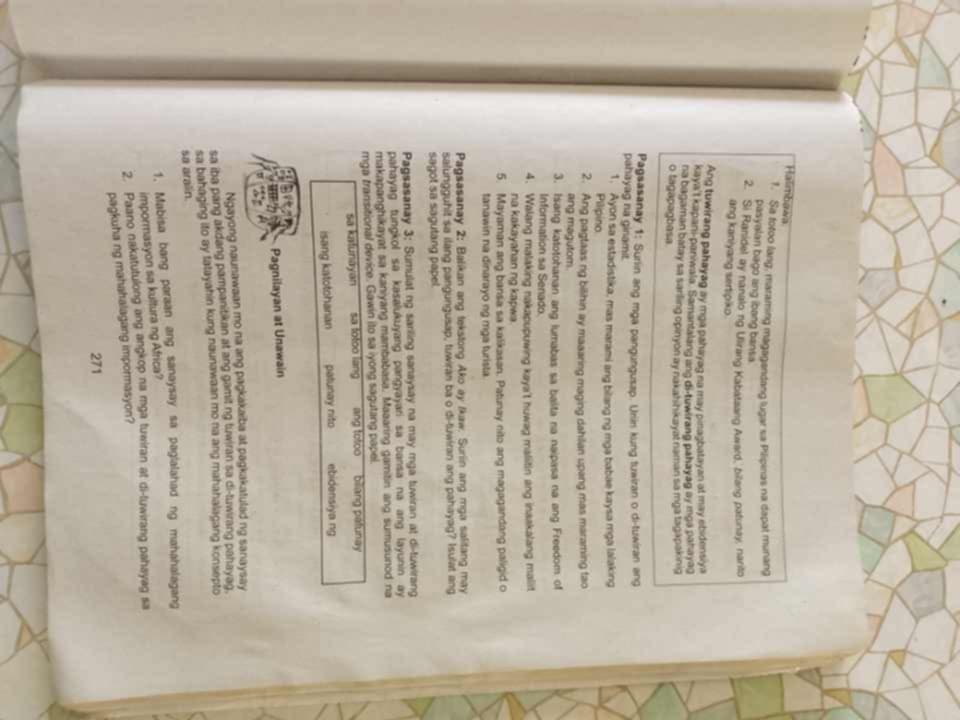 Halimbawa:
1. Sa totoo lang, maraming magagandang lugar sa Pilipinas na dapat munang
pasyalan bago ang ibang bansa.
2. Si Ranidel ay nanalo ng Ulirang Kabataang Award, bilang patunay, narito
ang kaniyang sertipiko.
Ang tuwirang pahayag ay mga pahayag na may pinagbatayan at may ebidensiya
kaya't kapani-paniwala. Samantalang ang di-tuwirang pahayag ay mga pahayag
na bagaman batay sa sariling opinyon ay nakahihikayat naman sa mga tagapakinig
o tagapagbasa.
Pagsasanay 1: Suriin ang mga pangungusap. Uriin kung tuwiran o di-tuwiran ang
pahayag na ginamit.
1. Ayon sa estadistika, mas marami ang bilang ng mga babae kaysa mga lalaking
Pilipino.
2. Ang pagtaas ng bilihin ay maaaring maging dahilan upang mas maraming tao
ang magutom.
3. Isang katotohanan ang lumabas sa balita na naipasa na ang Freedom of
Information sa Senado.
4. Walang malaking nakapupuwing kaya't huwag maliitin ang inaakalang maliit
na kakayahan ng kapwa.
5. Mayaman ang bansa sa kalikasan. Patunay nito ang magagandang paligid o
tanawin na dinarayo ng mga turista.
Pagsasanay 2: Balikan ang tekstong Ako ay Ikaw. Suriin ang mga salitang may
salungguhit sa ilang pangungusap, tuwiran ba o di-tuwiran ang pahayag? Isulat ang
sagot sa sagutang papel.
Pagsasanay 3: Sumulat ng sariling sanaysay na may mga tuwiran at di-tuwirang
pahayag tungkol sa kasalukuyang pangyayari sa bansa na ang layunin ay
makapanghikayat sa kaniyang mambabasa. Maaaring gamitin ang sumusunod na
mga transitional device. Gawin ito sa iyong sagutang papel.
sa katunayan sa totoo lang ang totoo bilang patunay
isang katotohanan patunay nito ebidensiya ng
Pagnilayan at Unawain
Ngayong naunawaan mo na ang pagkakaiba at pagkakatulad ng sanaysay
sa iba pang akdang pampanitikan at ang gamit ng tuwiran sa di-tuwirang pahayag,
sa bahaging ito ay tatayahin kung naunawaan mo na ang mahahalagang konsepto
sa aralin.
1. Mabisa bang paraan ang sanaysay sa paglalahad ng mahahalagang
impormasyon sa kultura ng Africa?
2. Paano nakatutulong ang angkop na mga tuwiran at di-tuwirang pahayag sa
pagkuha ng mahahalagang impormasyon?
271